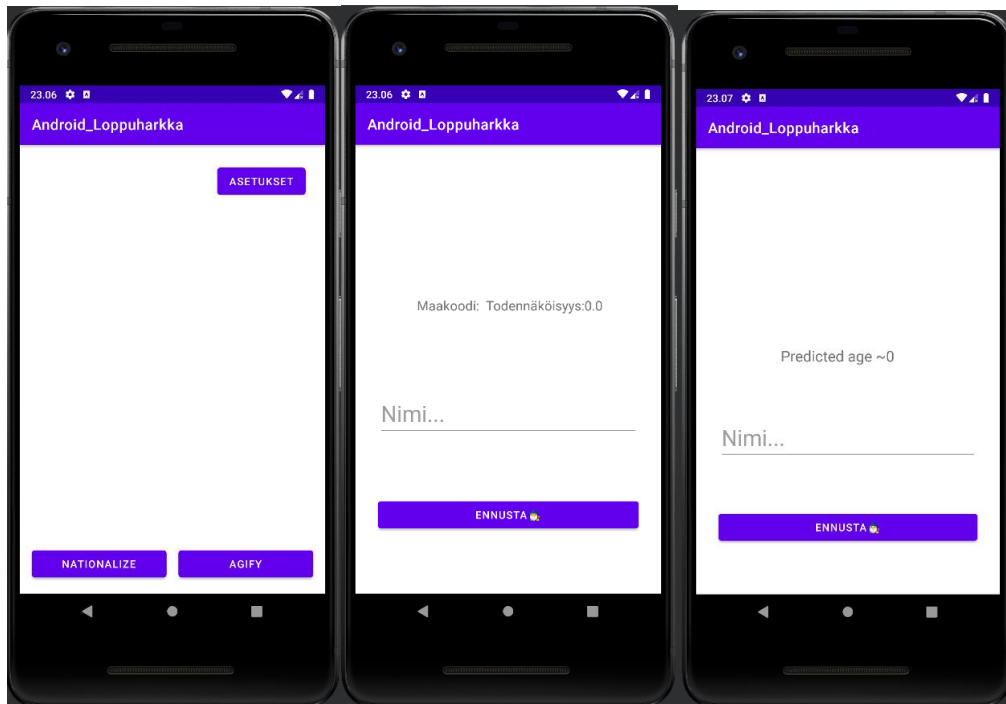 23.06
Android_Loppuharkka
ASETUKSET
NATIONALIZE
AGIFY
23.06
Android_Loppuharkka
Maakoodi: Todennäköisyys:0.0
Nimi...
ENNUSTA
23.07
Android_Loppuharkka
Predicted age ~0
Nimi...
ENNUSTA